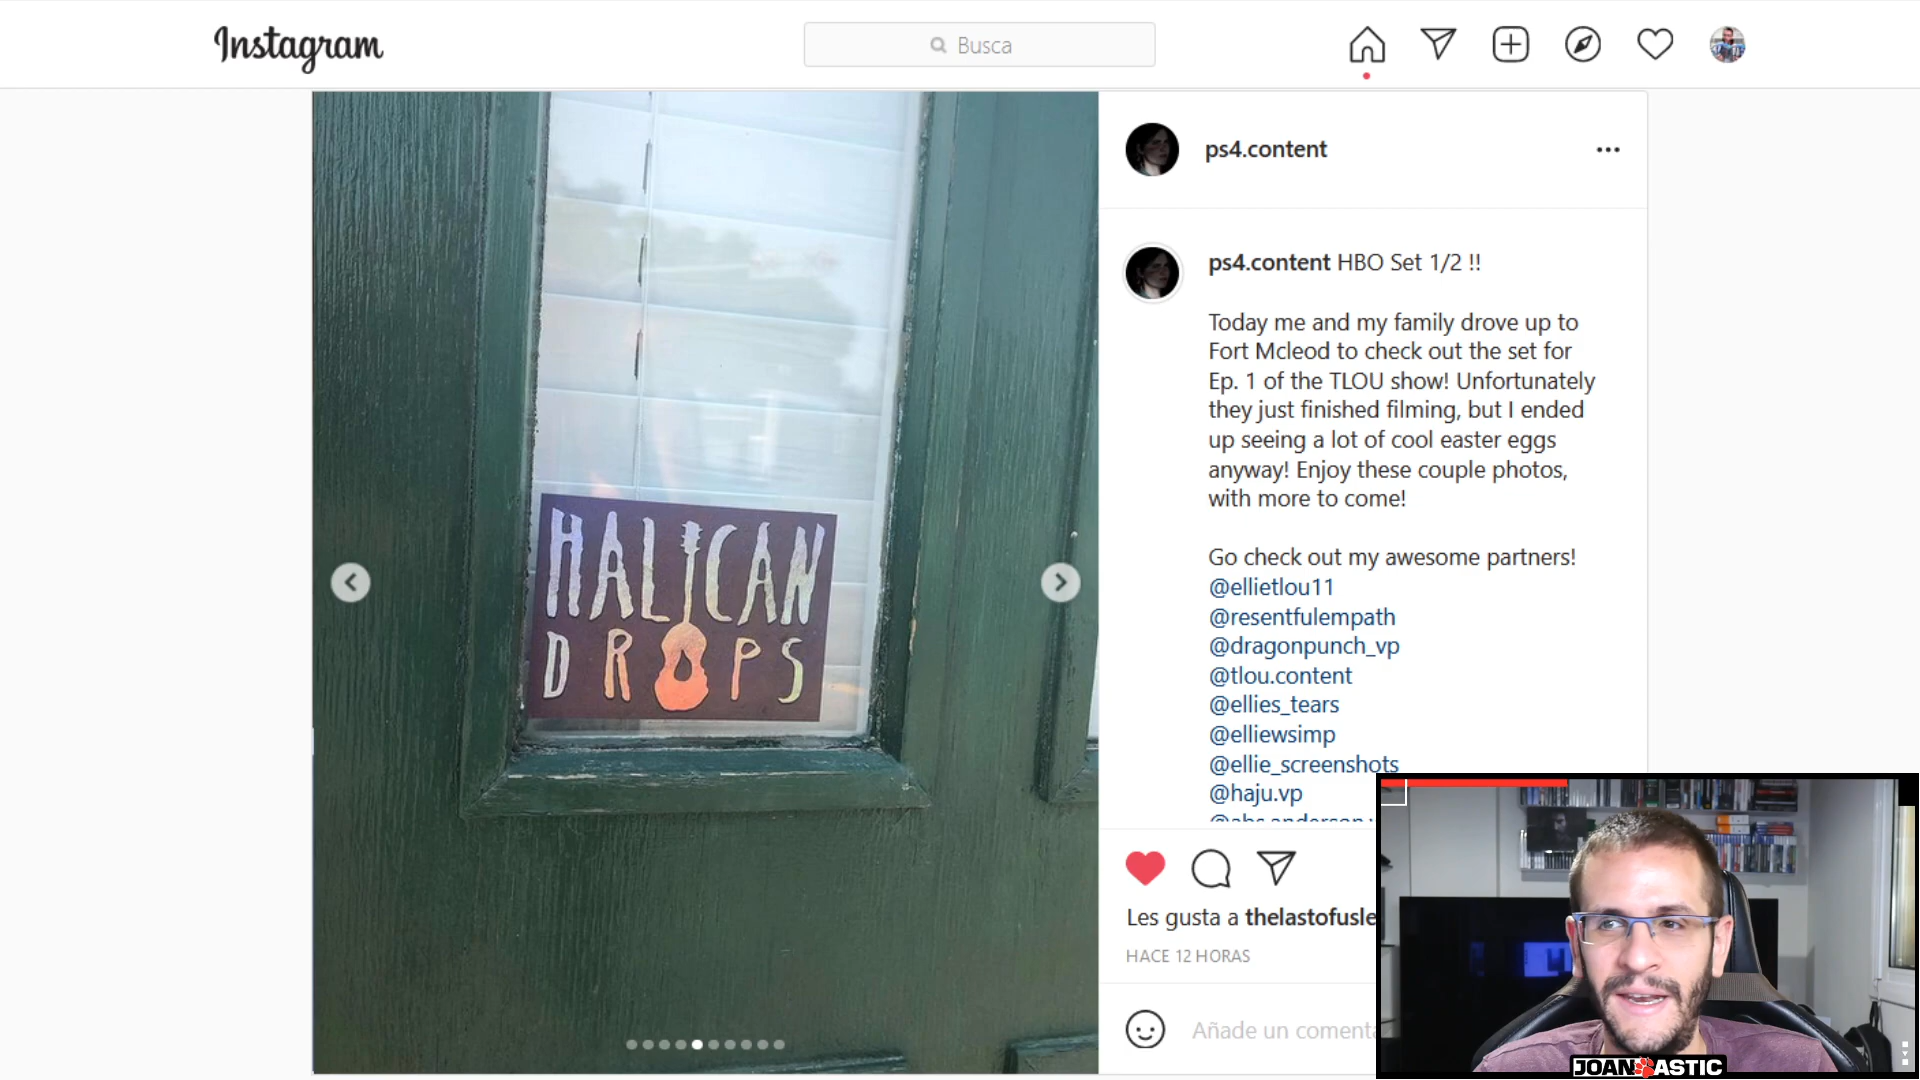 Instagram
Busca
ps4.content
ps4.content HBO Set 1/2 !!
Today me and my family drove up to
Fort Mcleod to check out the set for
Ep. 1 of the TLOU show! Unfortunately
they just finished filming, but I ended
up seeing a lot of cool easter eggs
anyway! Enjoy these couple photos,
with more to come!
Go check out my awesome partners!
@ellietlou11
@resentfulempath
@dragonpunch_vp
@tlou.content
@ellies_tears
@elliewsimp
@ellie_screenshots
@haju.vp
HALICAN
DROPS
Les gusta a thelastofusle
HACE 12 HORAS
Añade un comenta
JOANTASTIC